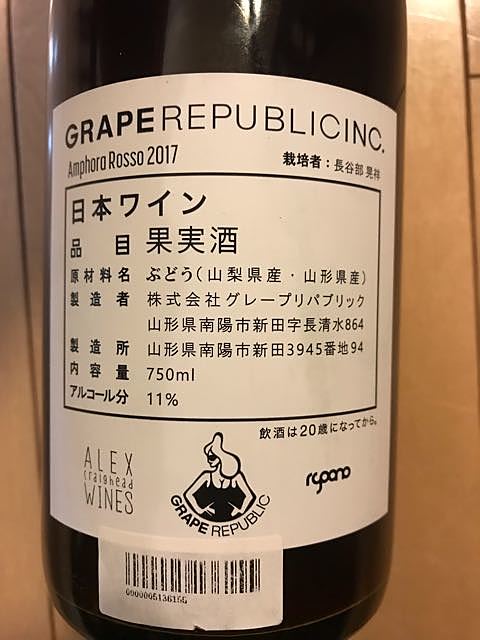 GRAPEREPUBLICINC.
Amphora Rosso 2017
栽培者：長谷部 晃祥
日本ワイン
品目 果実酒
原材料名 ぶどう(山梨県産・山形県産)
製造者 株式会社グレープリパブリック
山形県南陽市新田字長清水864
製造所 山形県南陽市新田3945番地94
内容量 750ml
アルコール分 11%
飲酒は20歳になってから。
ALEX
craighead
WINES
GRAPE REPUBLIC